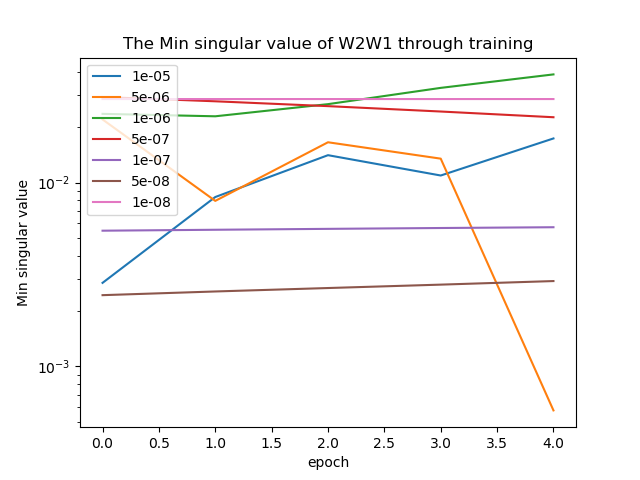 The Min singular value of W2W1 through training
1e-05
5e-06
1e-06
5e-07
1e-07
5e-08
1e-08
Min singular value
10⁻²
10⁻³
0.0 0.5 1.0 1.5 2.0 2.5 3.0 3.5 4.0
epoch